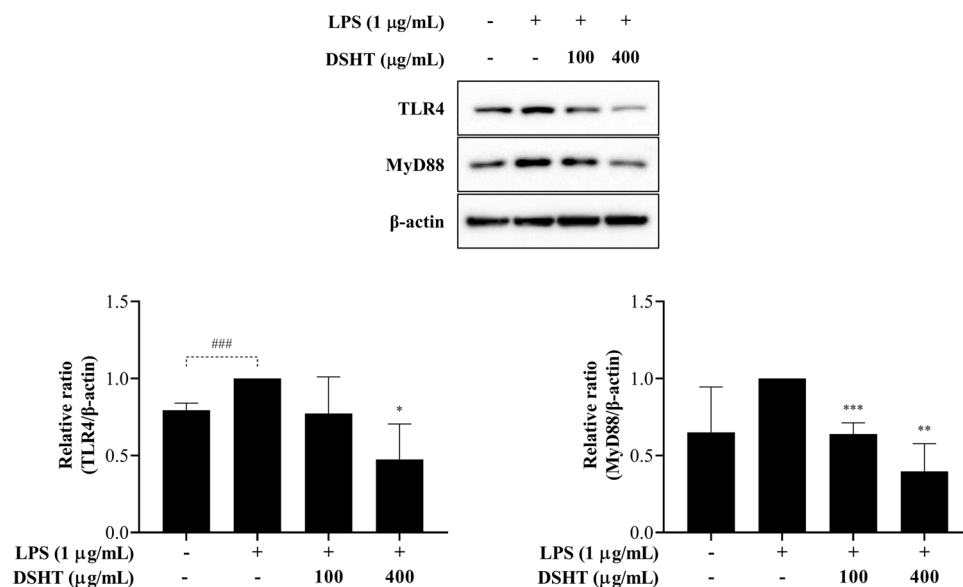 LPS (1 μg/mL) - + + +
DSHT (μg/mL) - - 100 400
TLR4
MyD88
β-actin
Relative ratio
(TLR4/β-actin)
1.5
1.0
0.5
0.0
###
*
LPS (1 μg/mL) - + + +
DSHT (μg/mL) - - 100 400
Relative ratio
(MyD88/β-actin)
1.5
1.0
0.5
0.0
***
**
LPS (1 μg/mL) - + + +
DSHT (μg/mL) - - 100 400